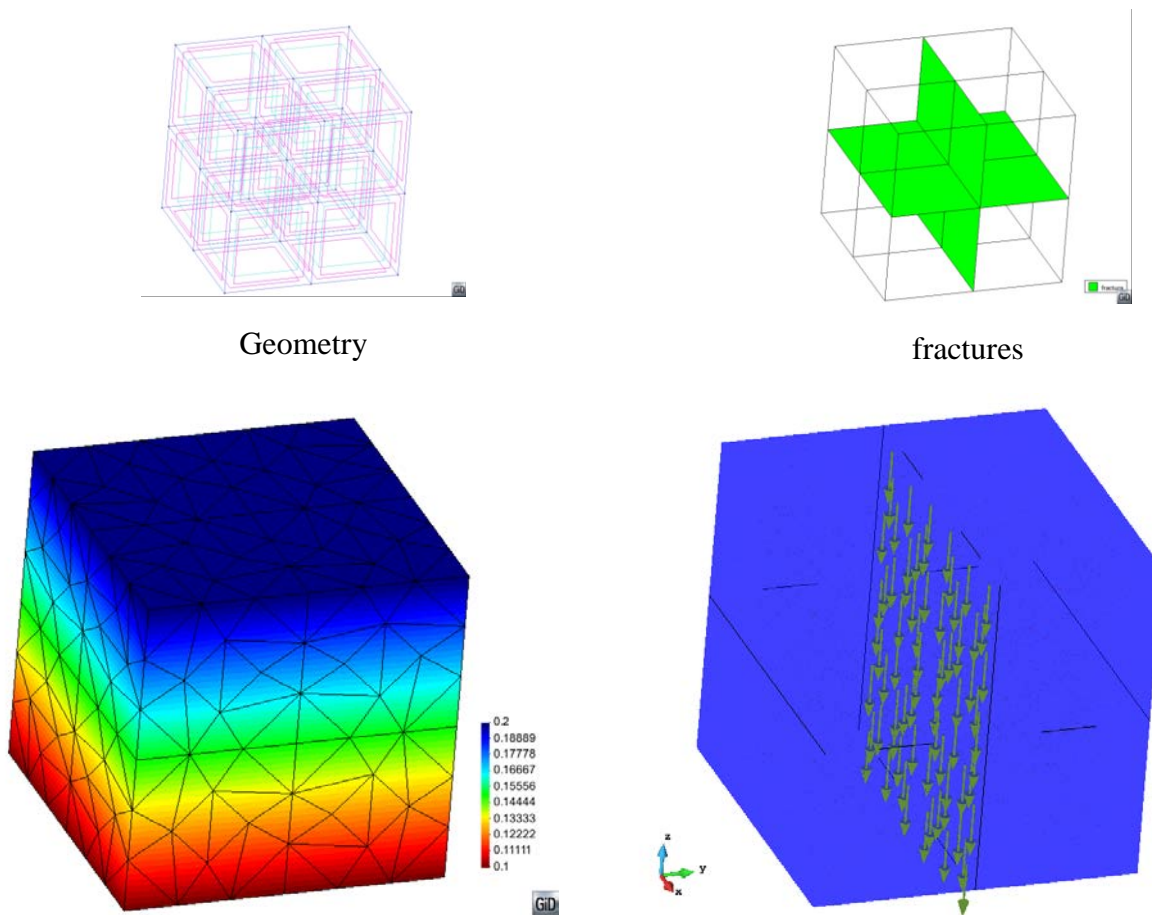 GiD
fractura
GiD
Geometry
fractures
0.2
0.18889
0.17778
0.16667
0.15556
0.14444
0.13333
0.12222
0.11111
0.1
GiD
z
y
x